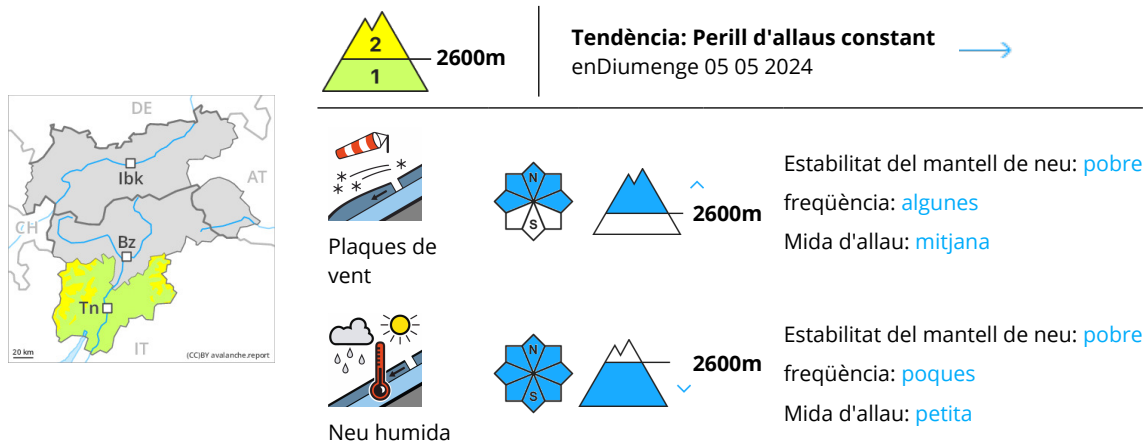 2
1
2600m
Tendència: Perill d'allaus constant
enDiumenge 05 05 2024
DE
AT
Ibk
CH
Bz
Tn
IT
20 km
(CC)BY avalanche.report
Plaques de
vent
N
S
2600m
Estabilitat del mantell de neu: pobre
freqüència: algunes
Mida d'allau: mitjana
Neu humida
N
S
2600m
Estabilitat del mantell de neu: pobre
freqüència: poques
Mida d'allau: petita